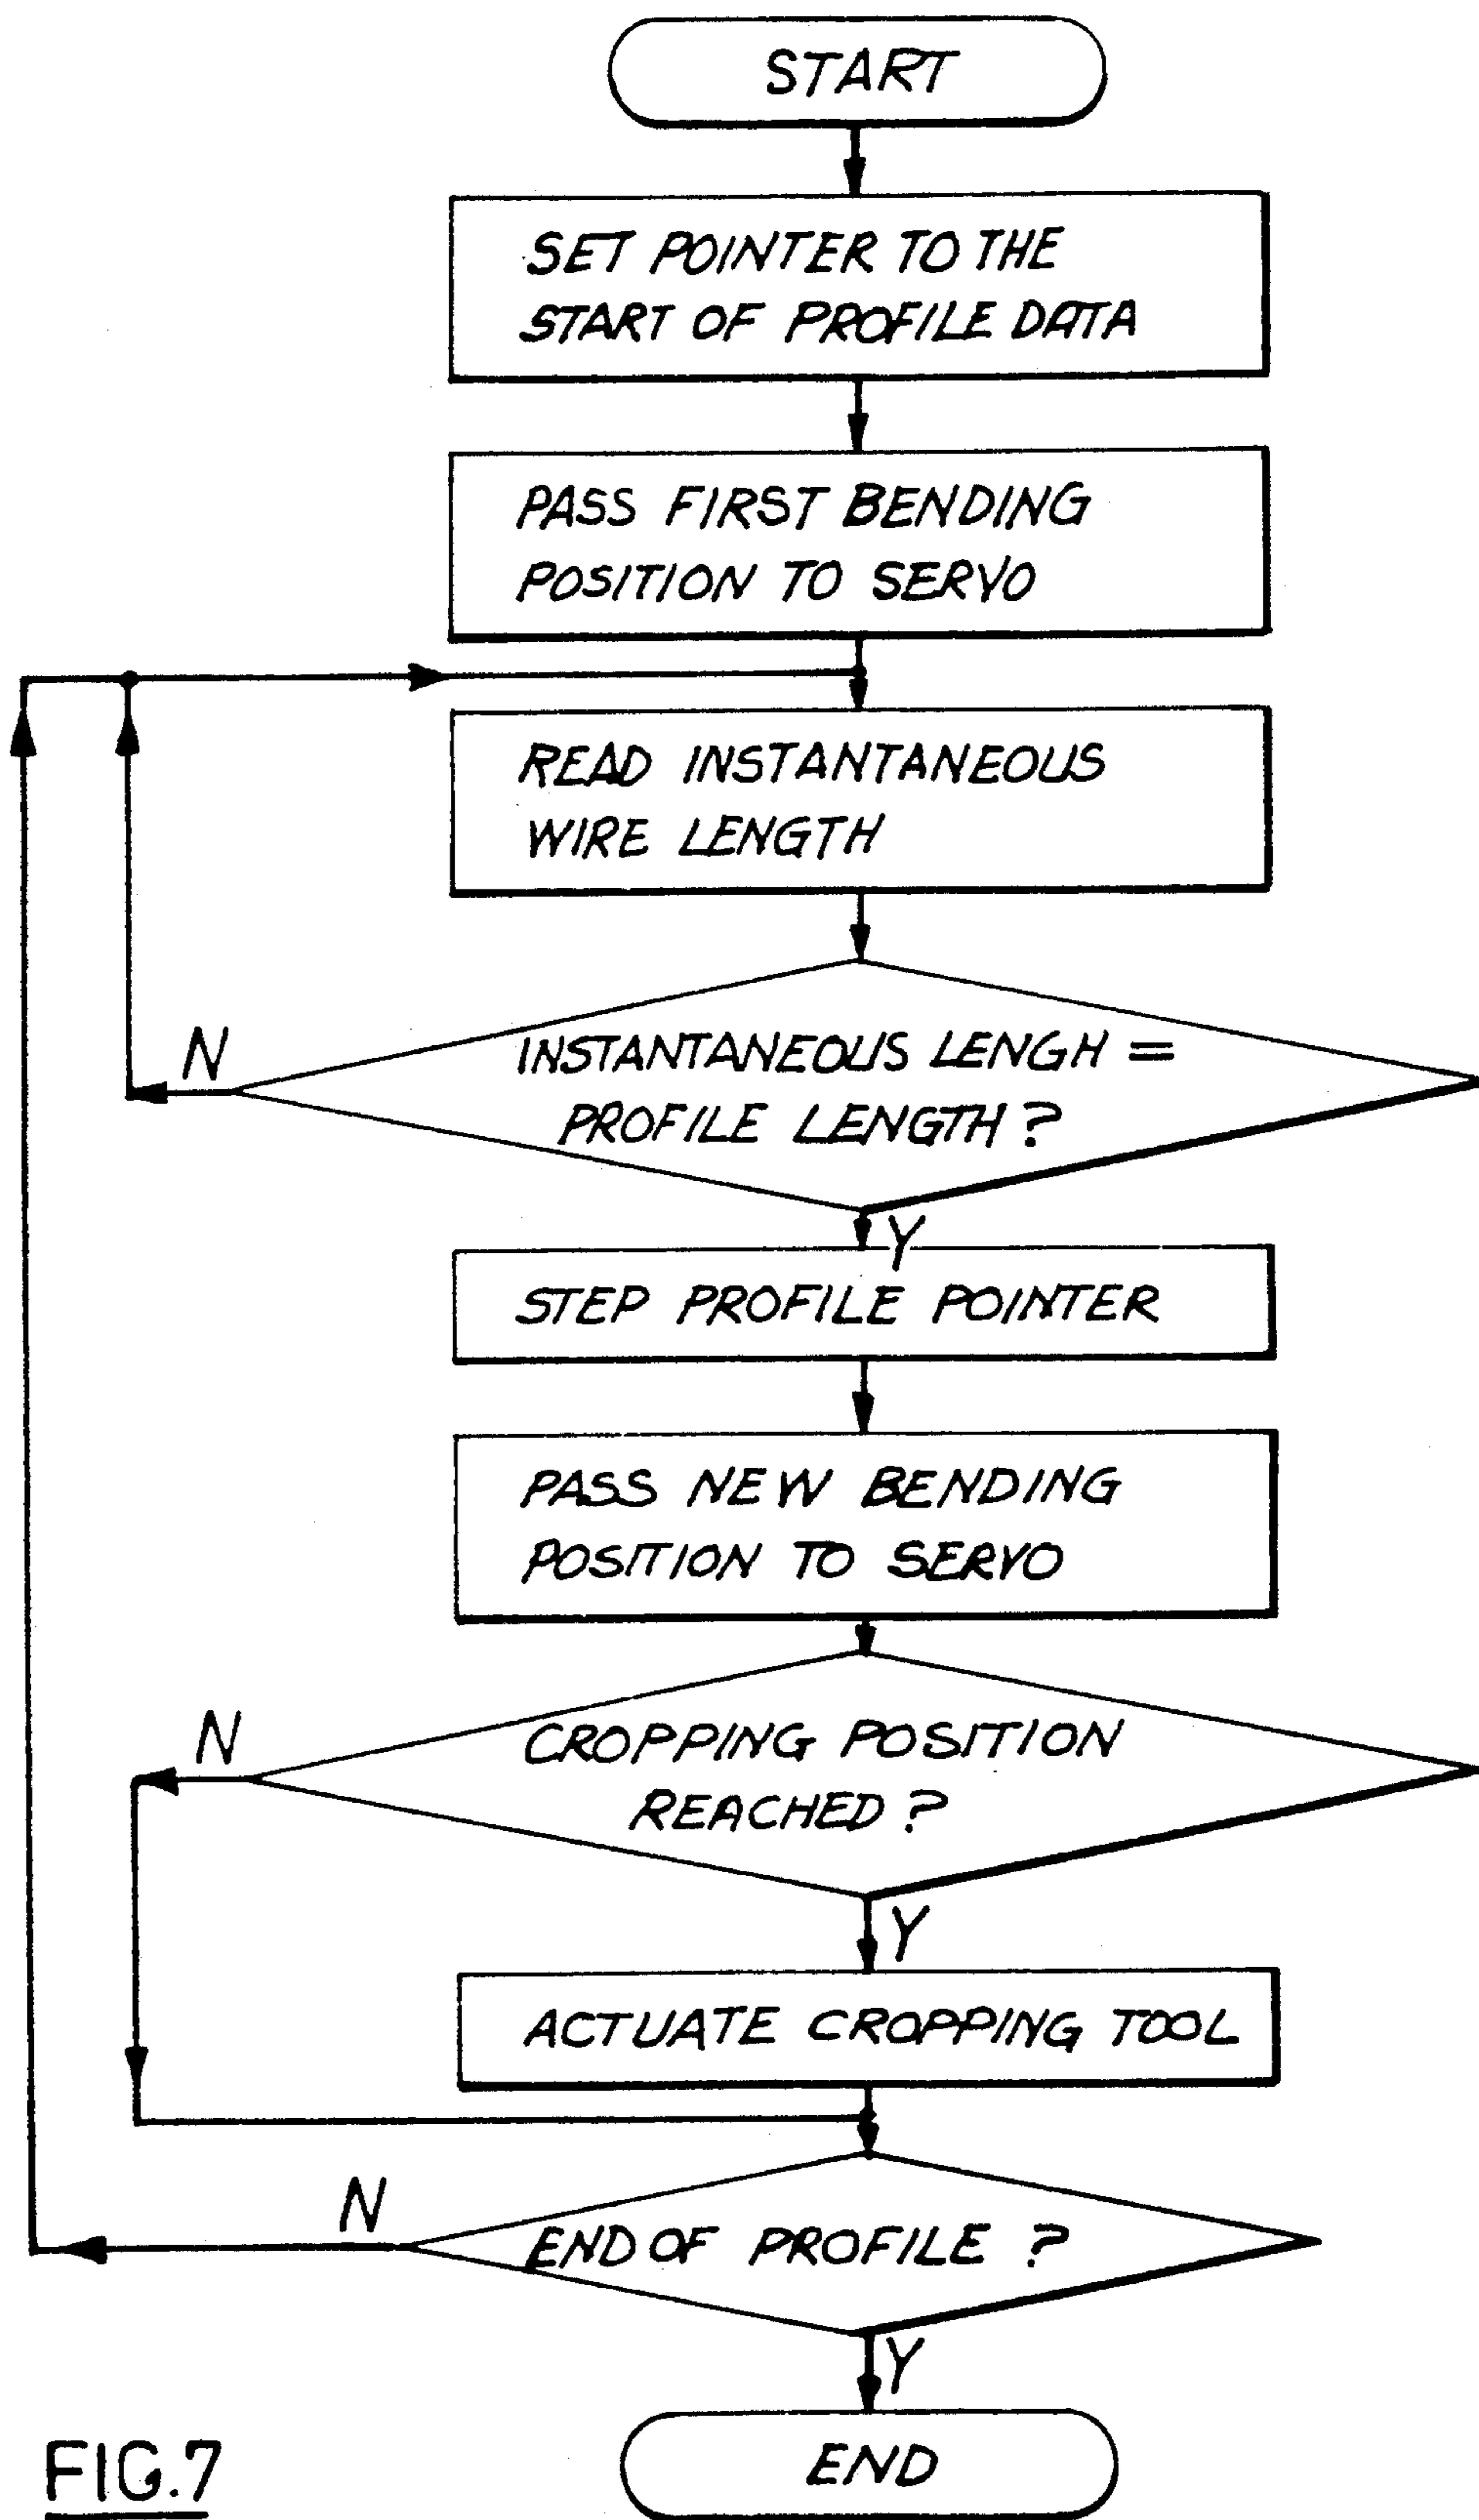 START
SET POINTER TO THE
START OF PROFILE DATA
PASS FIRST BENDING
POSITION TO SERVO
READ INSTANTANEOUS
WIRE LENGTH
N
INSTANTANEOUS LENGH =
PROFILE LENGTH ?
Y
STEP PROFILE POINTER
PASS NEW BENDING
POSITION TO SERVO
N
CROPPING POSITION
REACHED ?
Y
ACTUATE CROPPING TOOL
N
END OF PROFILE ?
Y
END
FIG.7